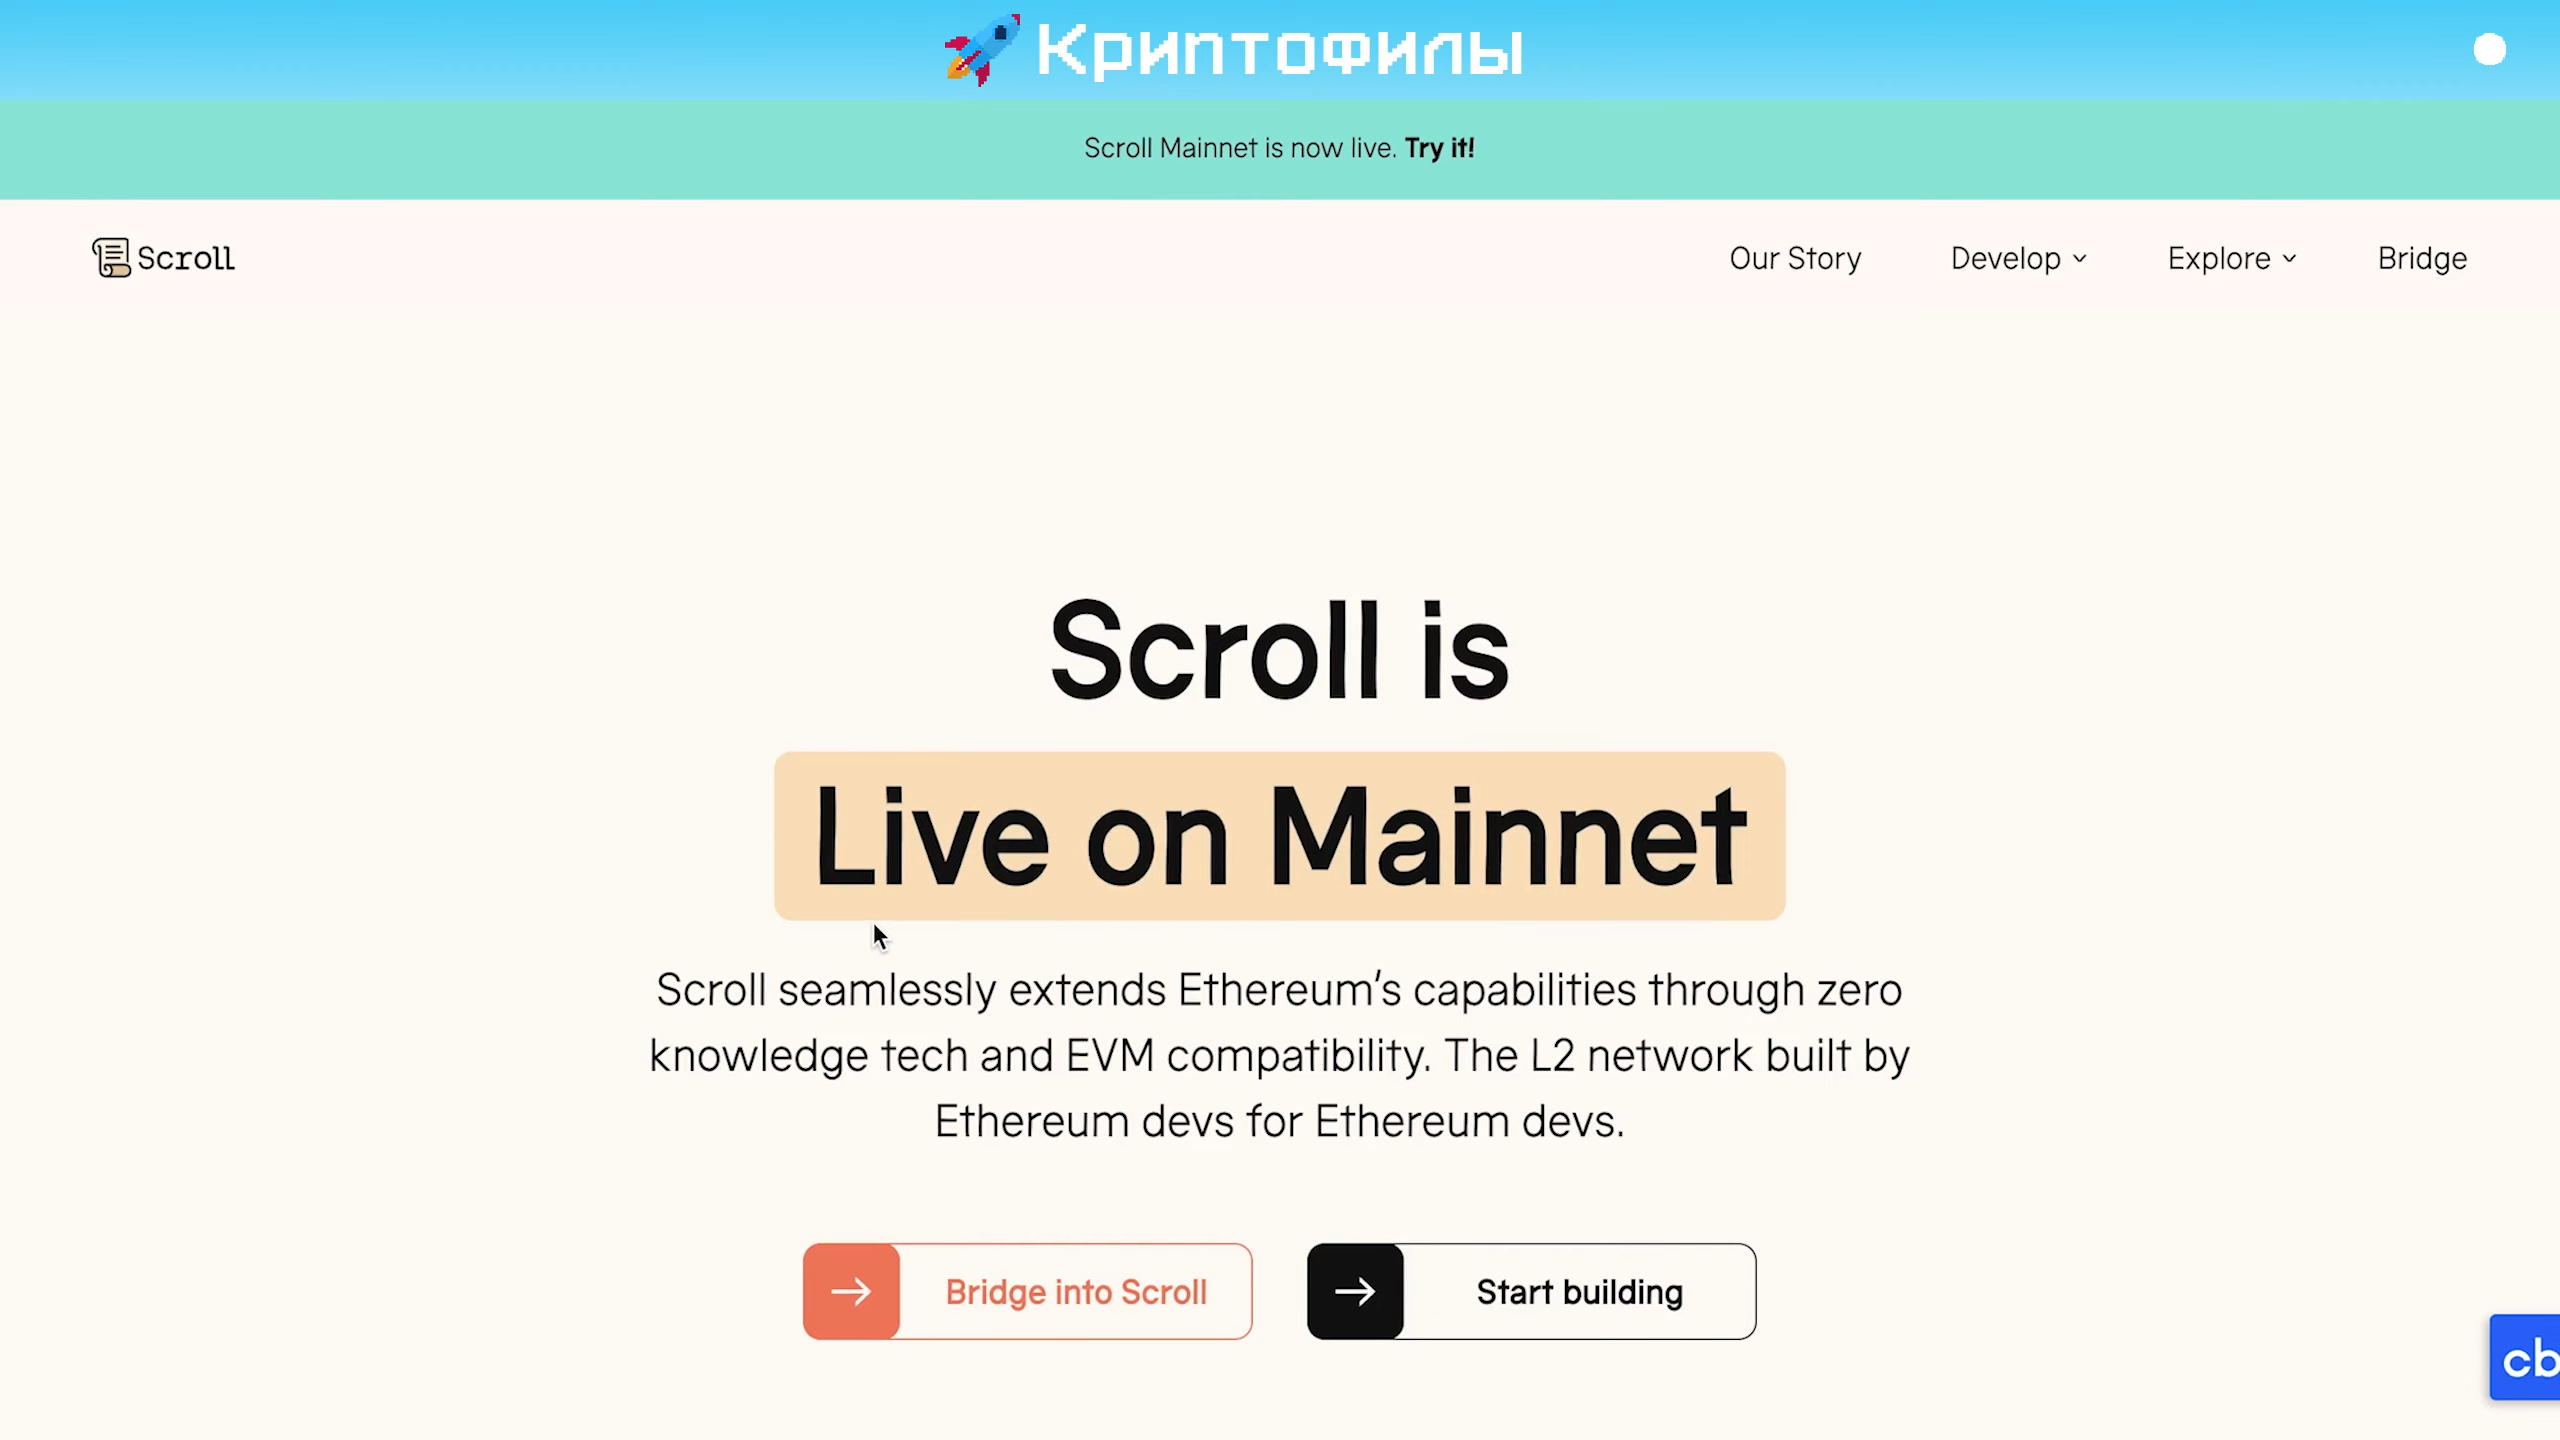 Криптофилы
Scroll Mainnet is now live. Try it!
Scroll
Our Story
Develop
Explore
Bridge
Scroll is
Live on Mainnet
Scroll seamlessly extends Ethereum’s capabilities through zero
knowledge tech and EVM compatibility. The L2 network built by
Ethereum devs for Ethereum devs.
Bridge into Scroll
Start building
cb